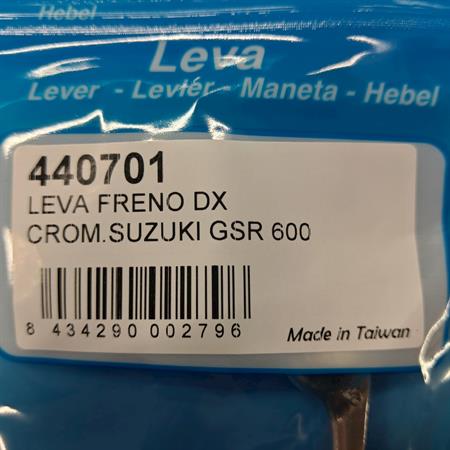 Hebel
Leva
Lever - Levier - Maneta - Hebel
440701
LEVA FRENO DX
CROM.SUZUKI GSR 600
8 434290 002796
Made in Taiwan